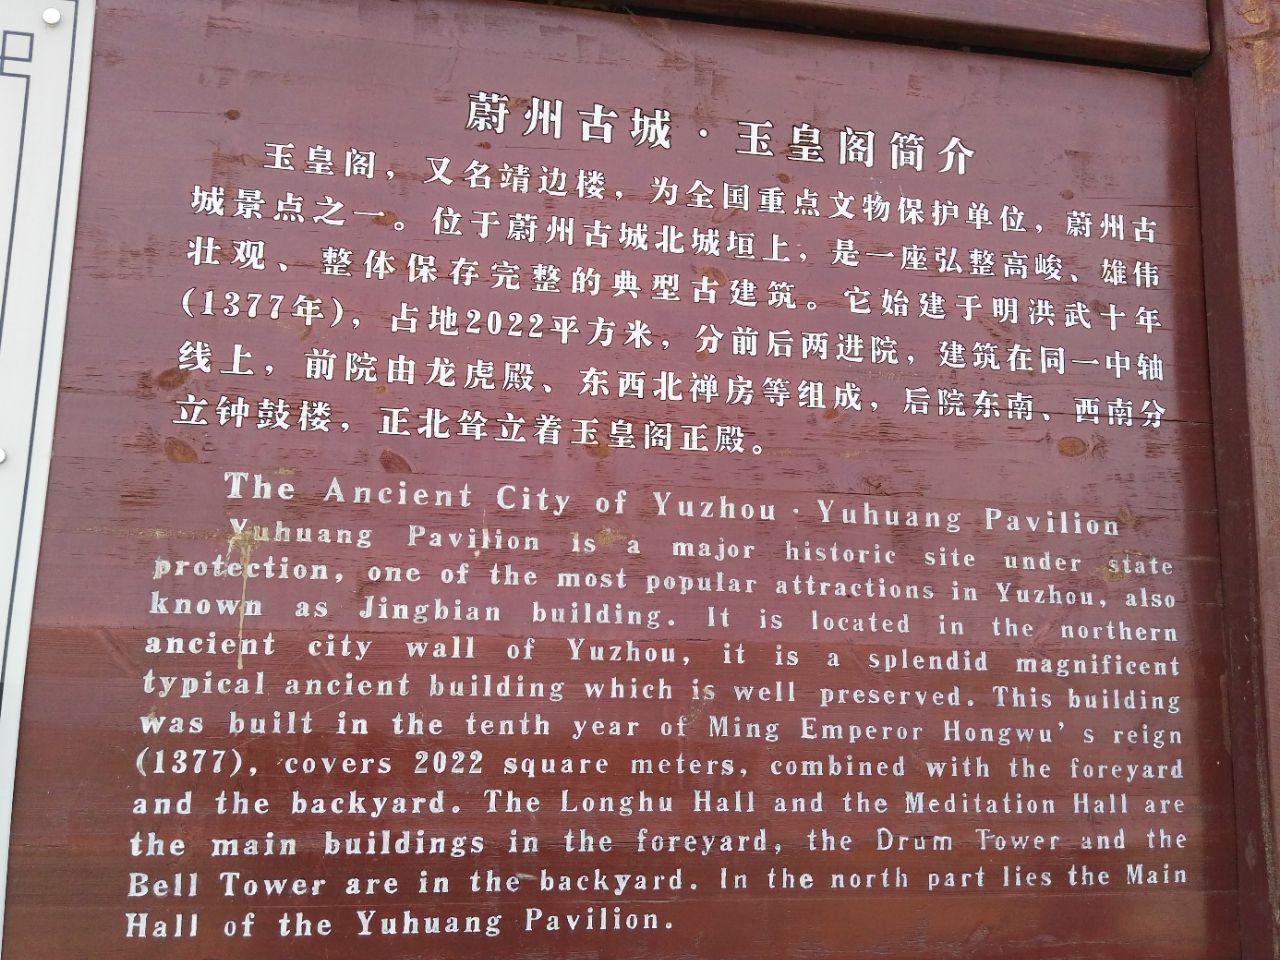 蔚州古城·玉皇阁简介
玉皇阁，又名靖边楼，为全国重点文物保护单位，蔚州古
城景点之一。位于蔚州古城北城垣上，是一座弘整高峻、雄伟
壮观、整体保存完整的典型古建筑。它始建于明洪武十年
(1377年)，占地2022平方米，分前后两进院，建筑在同一中轴
线上，前院由龙虎殿、东西北禅房等组成，后院东南、西南分
立钟鼓楼，正北耸立着玉皇阁正殿。
The Ancient City of Yuzhou · Yuhuang Pavilion
Yuhuang Pavilion is a major historic site under state
protection, one of the most popular attractions in Yuzhou, also
known as Jingbian building. It is located in the northern
ancient city wall of Yuzhou, it is a splendid magnificent
typical ancient building which is well preserved. This building
was built in the tenth year of Ming Emperor Hongwu's reign
(1377), covers 2022 square meters, combined with the foreyard
and the backyard. The Longhu Hall and the Meditation Hall are
the main buildings in the foreyard, the Drum Tower and the
Bell Tower are in the backyard. In the north part lies the Main
Hall of the Yuhuang Pavilion.